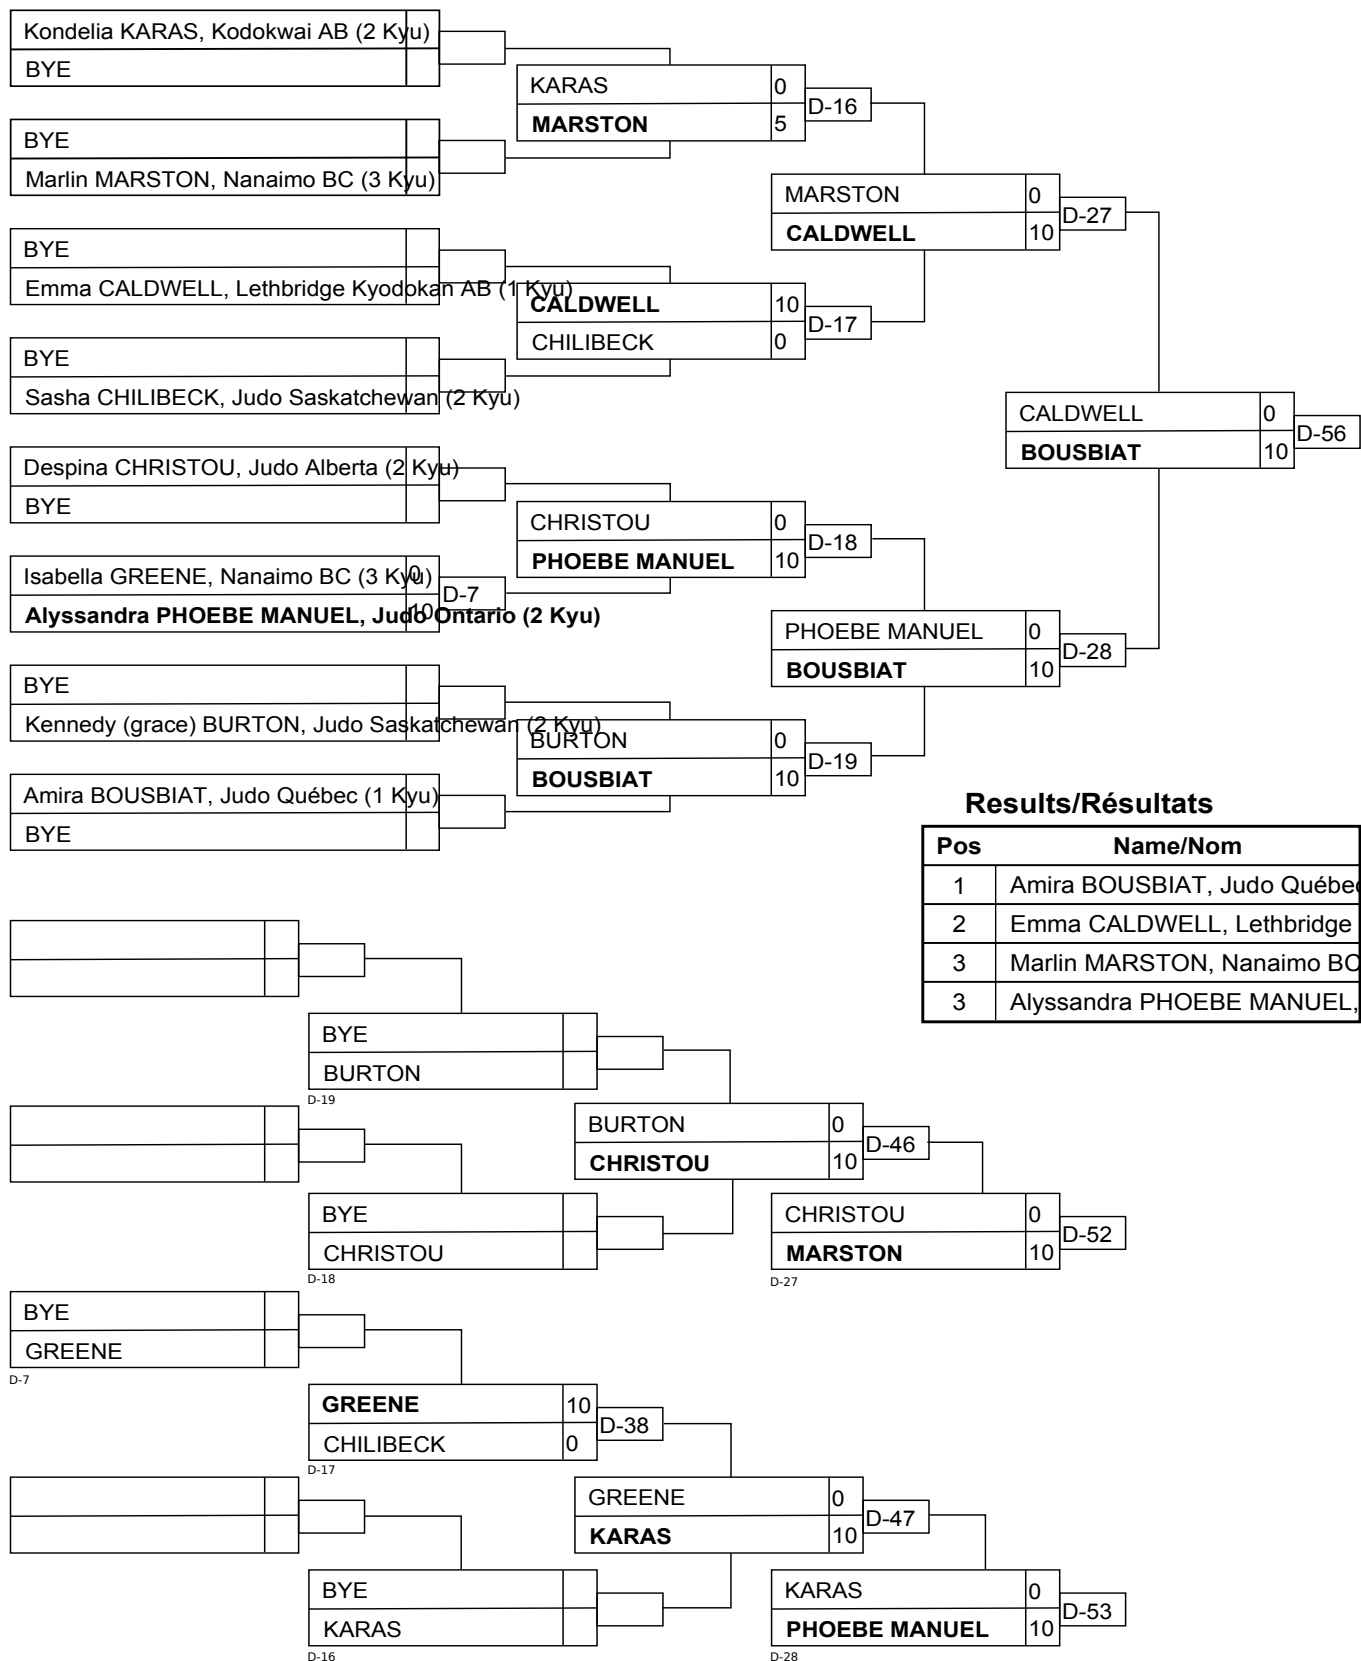 Kondelia KARAS, Kodokwai AB (2 Kyu)
BYE
BYE
Marlin MARSTON, Nanaimo BC (3 Kyu)
BYE
Emma CALDWELL, Lethbridge Kyodokan AB (1 Kyu)
BYE
Sasha CHILIBECK, Judo Saskatchewan (2 Kyu)
Despina CHRISTOU, Judo Alberta (2 Kyu)
BYE
Isabella GREENE, Nanaimo BC (3 Kyu) 0
Alyssandra PHOEBE MANUEL, Judo Ontario (2 Kyu) 10
D-7
BYE
Kennedy (grace) BURTON, Judo Saskatchewan (2 Kyu)
Amira BOUSBIAT, Judo Québec (1 Kyu)
BYE
KARAS 0
MARSTON 5
D-16
CALDWELL 10
CHILIBECK 0
D-17
CHRISTOU 0
PHOEBE MANUEL 10
D-18
BURTON 0
BOUSBIAT 10
D-19
MARSTON 0
CALDWELL 10
D-27
PHOEBE MANUEL 0
BOUSBIAT 10
D-28
CALDWELL 0
BOUSBIAT 10
D-56
Results/Résultats
Pos Name/Nom
1 Amira BOUSBIAT, Judo Québec
2 Emma CALDWELL, Lethbridge
3 Marlin MARSTON, Nanaimo BC
3 Alyssandra PHOEBE MANUEL,
BYE
BURTON
D-19
BYE
CHRISTOU
D-18
BURTON 0
CHRISTOU 10
D-46
CHRISTOU 0
MARSTON 10
D-52
D-27
BYE
GREENE
D-7
GREENE 10
CHILIBECK 0
D-38
D-17
BYE
KARAS
D-16
GREENE 0
KARAS 10
D-47
KARAS 0
PHOEBE MANUEL 10
D-53
D-28